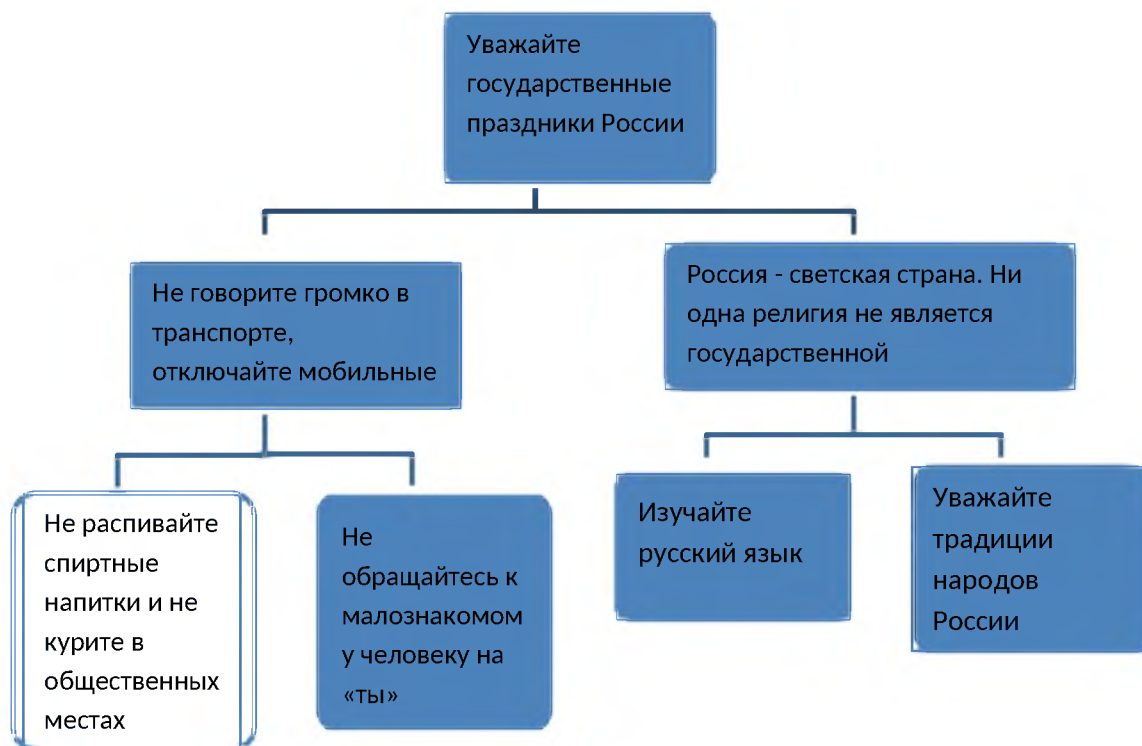 Уважайте
государственные
праздники России
Не говорите громко в
транспорте,
отключайте мобильные
Россия - светская страна. Ни
одна религия не является
государственной
Не распивайте
спиртные
напитки и не
курите в
общественных
местах
Не
обращайтесь к
малознакомом
у человеку на
«ты»
Изучайте
русский язык
Уважайте
традиции
народов
России